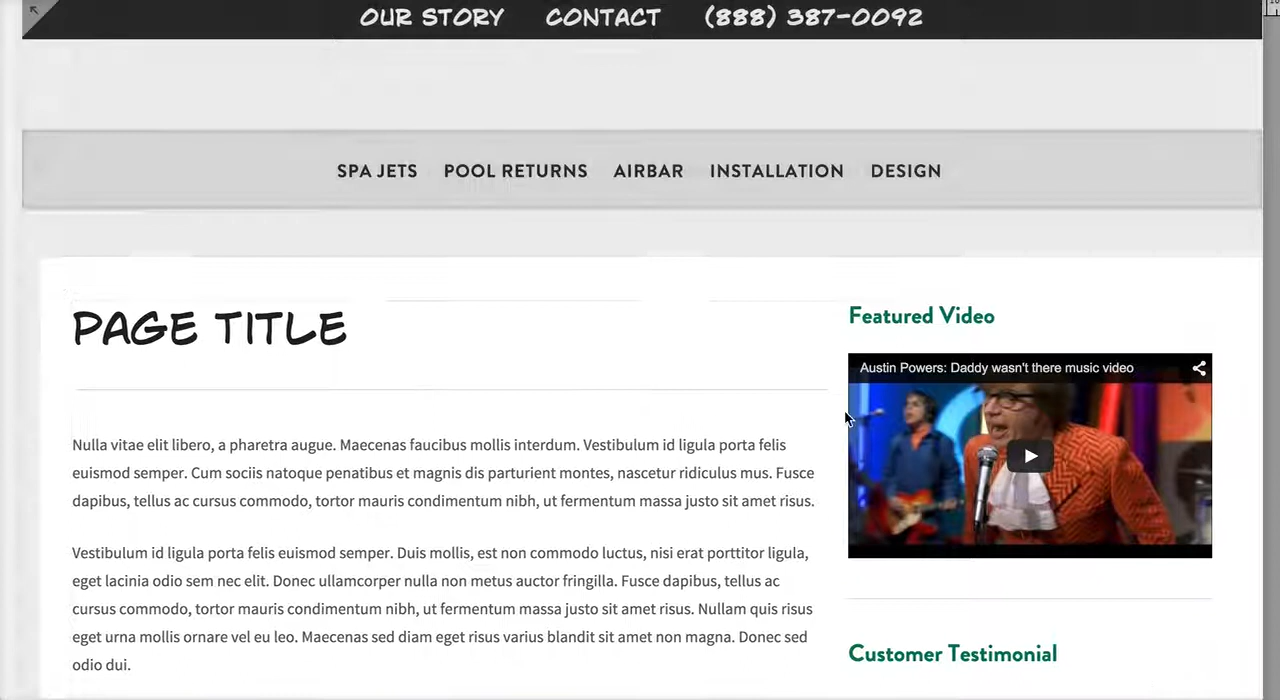 OUR STORY CONTACT (888) 387-0092
SPA JETS POOL RETURNS AIRBAR INSTALLATION DESIGN
PAGE TITLE
Nulla vitae elit libero, a pharetra augue. Maecenas faucibus mollis interdum. Vestibulum id ligula porta felis
euismod semper. Cum sociis natoque penatibus et magnis dis parturient montes, nascetur ridiculus mus. Fusce
dapibus, tellus ac cursus commodo, tortor mauris condimentum nibh, ut fermentum massa justo sit amet risus.
Vestibulum id ligula porta felis euismod semper. Duis mollis, est non commodo luctus, nisi erat porttitor ligula,
eget lacinia odio sem nec elit. Donec ullamcorper nulla non metus auctor fringilla. Fusce dapibus, tellus ac
cursus commodo, tortor mauris condimentum nibh, ut fermentum massa justo sit amet risus. Nullam quis risus
eget urna mollis ornare vel eu leo. Maecenas sed diam eget risus varius blandit sit amet non magna. Donec sed
odio dui.
Featured Video
Austin Powers: Daddy wasn't there music video
Customer Testimonial